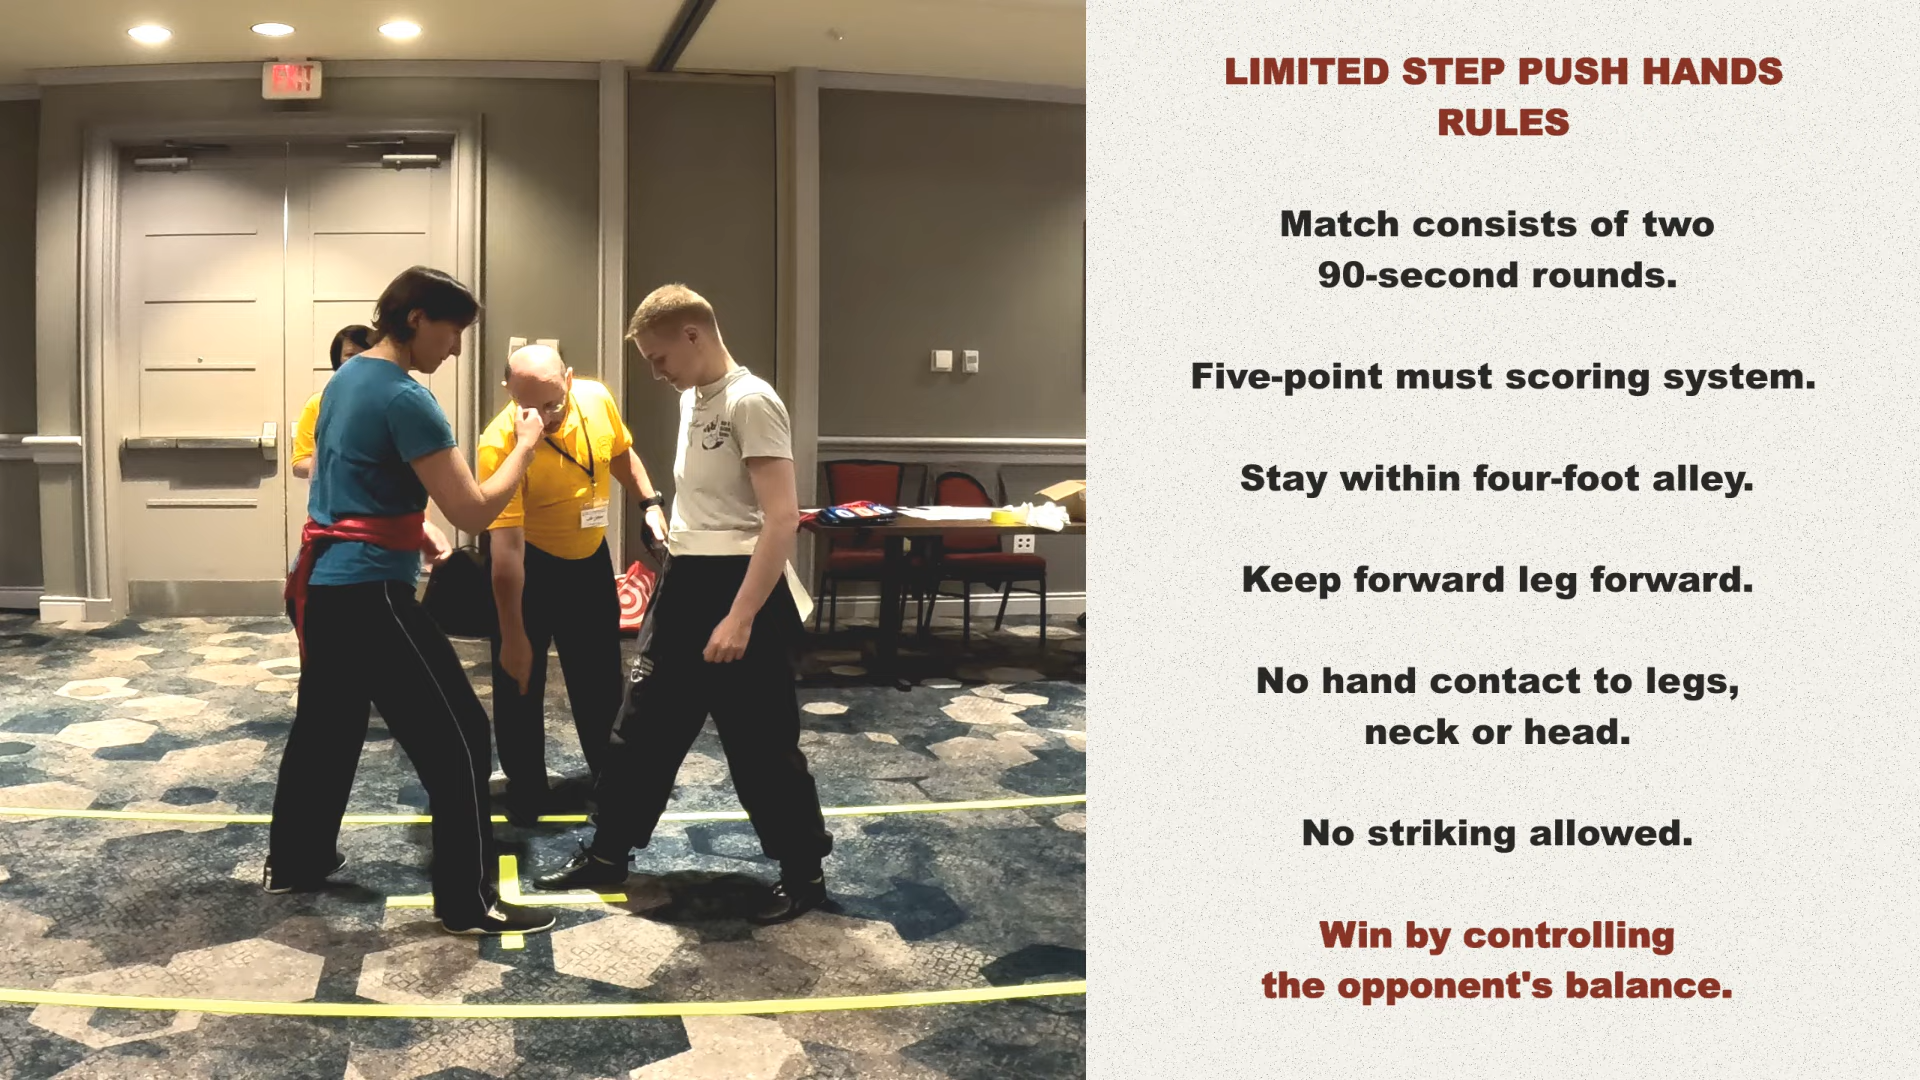 EXIT
LIMITED STEP PUSH HANDS
RULES
Match consists of two
90-second rounds.
Five-point must scoring system.
Stay within four-foot alley.
Keep forward leg forward.
No hand contact to legs,
neck or head.
No striking allowed.
Win by controlling
the opponent's balance.